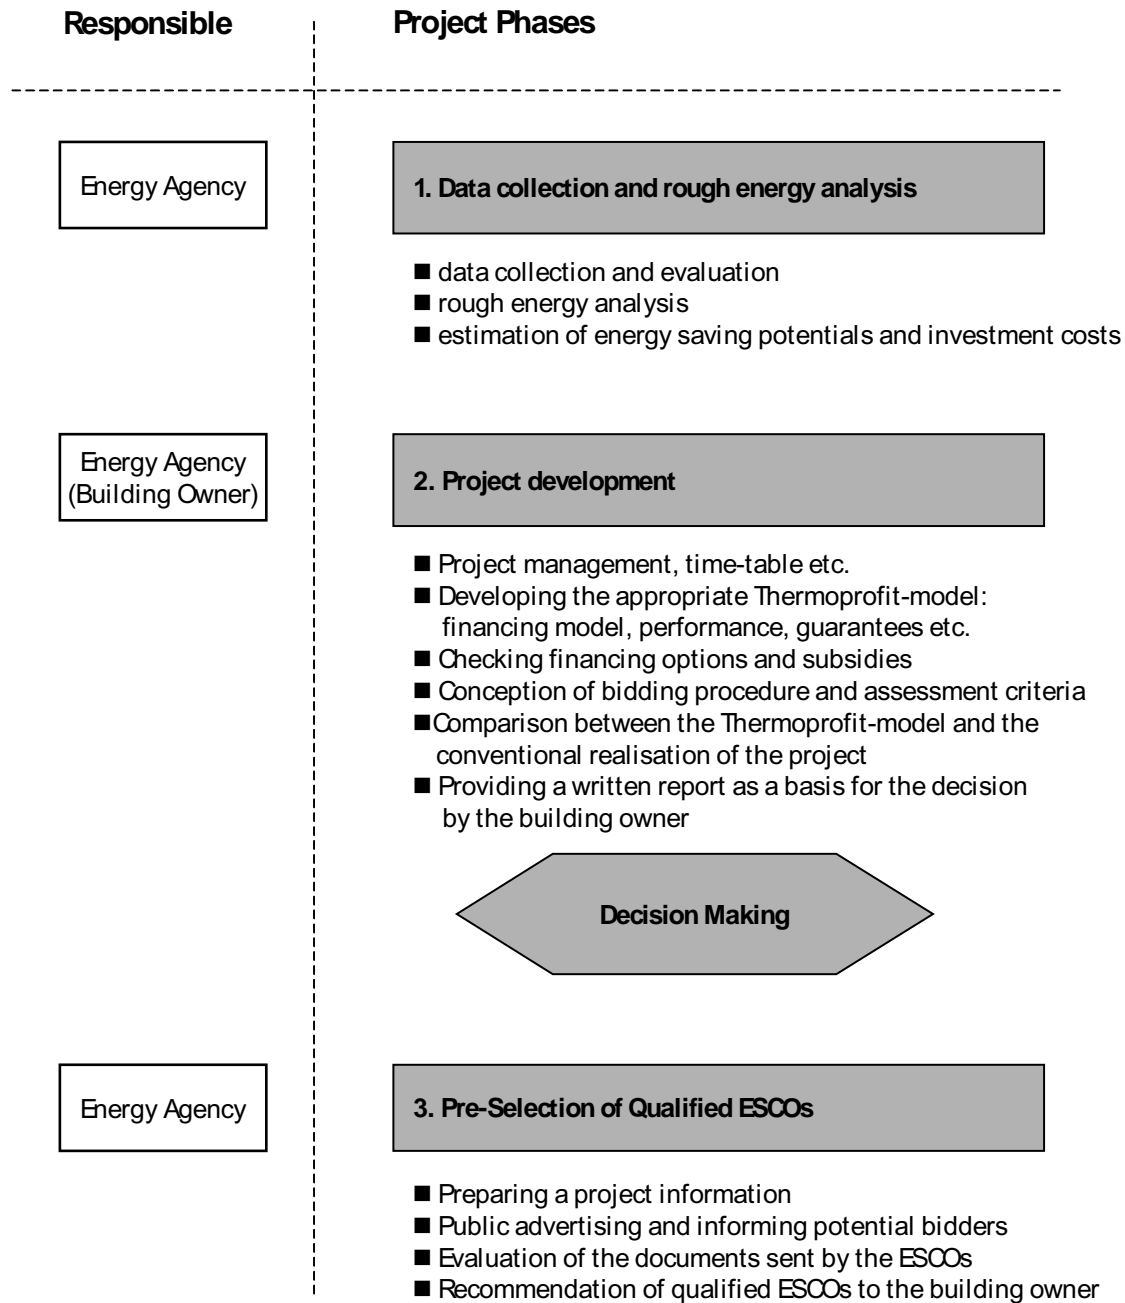 Responsible
Project Phases
Energy Agency
1. Data collection and rough energy analysis
■ data collection and evaluation
■ rough energy analysis
■ estimation of energy saving potentials and investment costs
Energy Agency
(Building Owner)
2. Project development
■ Project management, time-table etc.
■ Developing the appropriate Thermoprofit-model:
financing model, performance, guarantees etc.
■ Checking financing options and subsidies
■ Conception of bidding procedure and assessment criteria
■Comparison between the Thermoprofit-model and the
conventional realisation of the project
■ Providing a written report as a basis for the decision
by the building owner
Decision Making
Energy Agency
3. Pre-Selection of Qualified ESCOs
■ Preparing a project information
■ Public advertising and informing potential bidders
■ Evaluation of the documents sent by the ESCOs
■ Recommendation of qualified ESCOs to the building owner